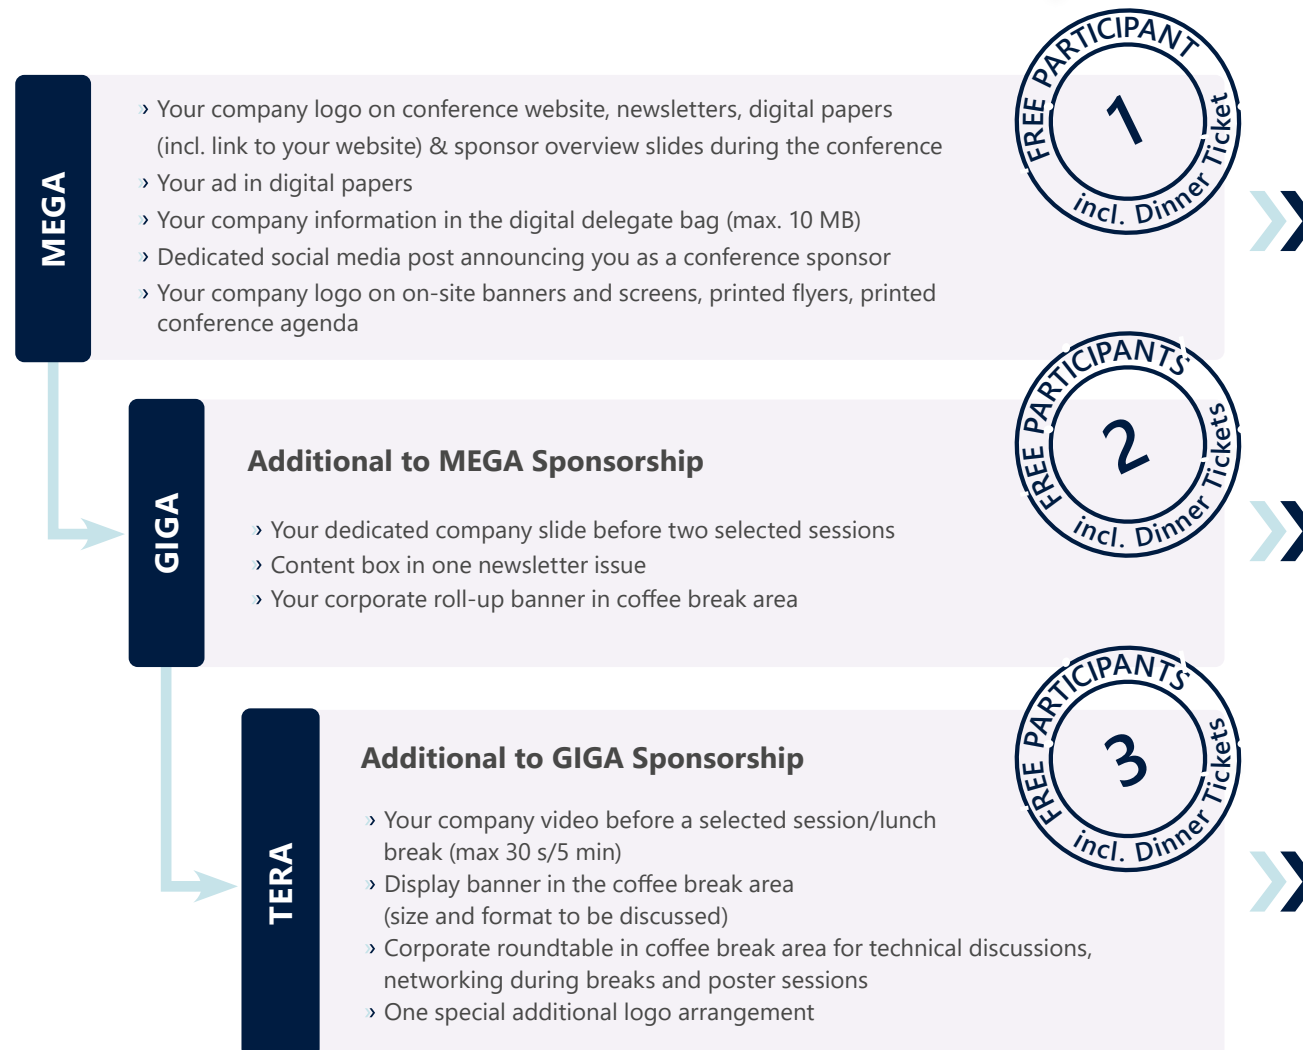 FREE PARTICIPANT
1
incl. Dinner Ticket
MEGA
› Your company logo on conference website, newsletters, digital papers
(incl. link to your website) & sponsor overview slides during the conference
› Your ad in digital papers
› Your company information in the digital delegate bag (max. 10 MB)
› Dedicated social media post announcing you as a conference sponsor
› Your company logo on on-site banners and screens, printed flyers, printed
conference agenda
FREE PARTICIPANTS
2
incl. Dinner Tickets
GIGA
Additional to MEGA Sponsorship
› Your dedicated company slide before two selected sessions
› Content box in one newsletter issue
› Your corporate roll-up banner in coffee break area
FREE PARTICIPANTS
3
incl. Dinner Tickets
TERA
Additional to GIGA Sponsorship
› Your company video before a selected session/lunch
break (max 30 s/5 min)
› Display banner in the coffee break area
(size and format to be discussed)
› Corporate roundtable in coffee break area for technical discussions,
networking during breaks and poster sessions
› One special additional logo arrangement